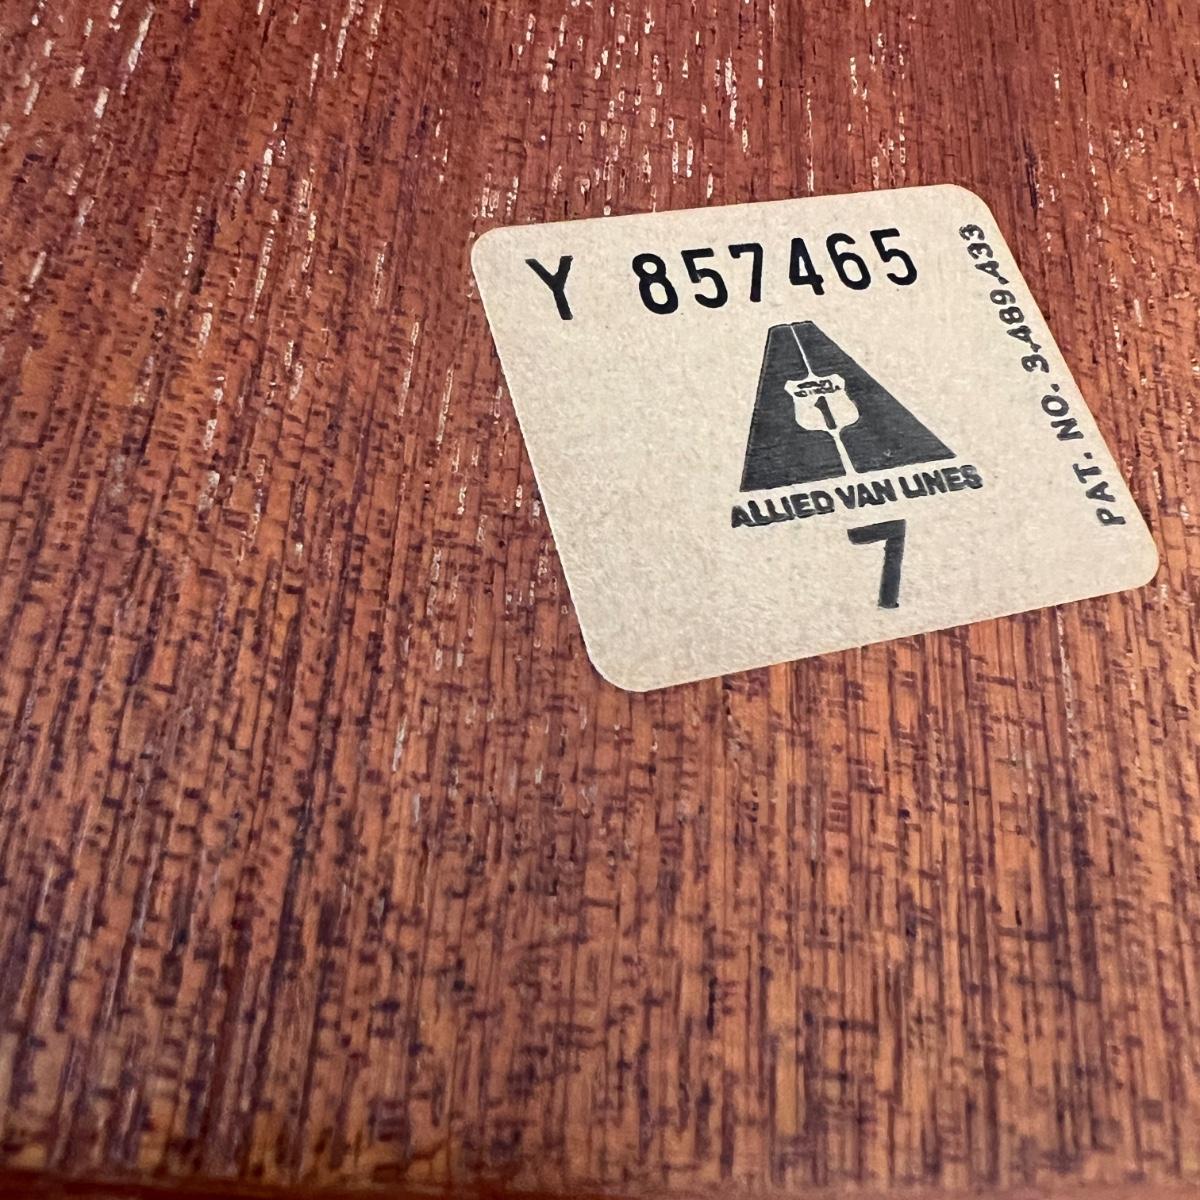 Y 857465
1
ALLIED VAN LINES
7
PAT. NO. 3,489,433